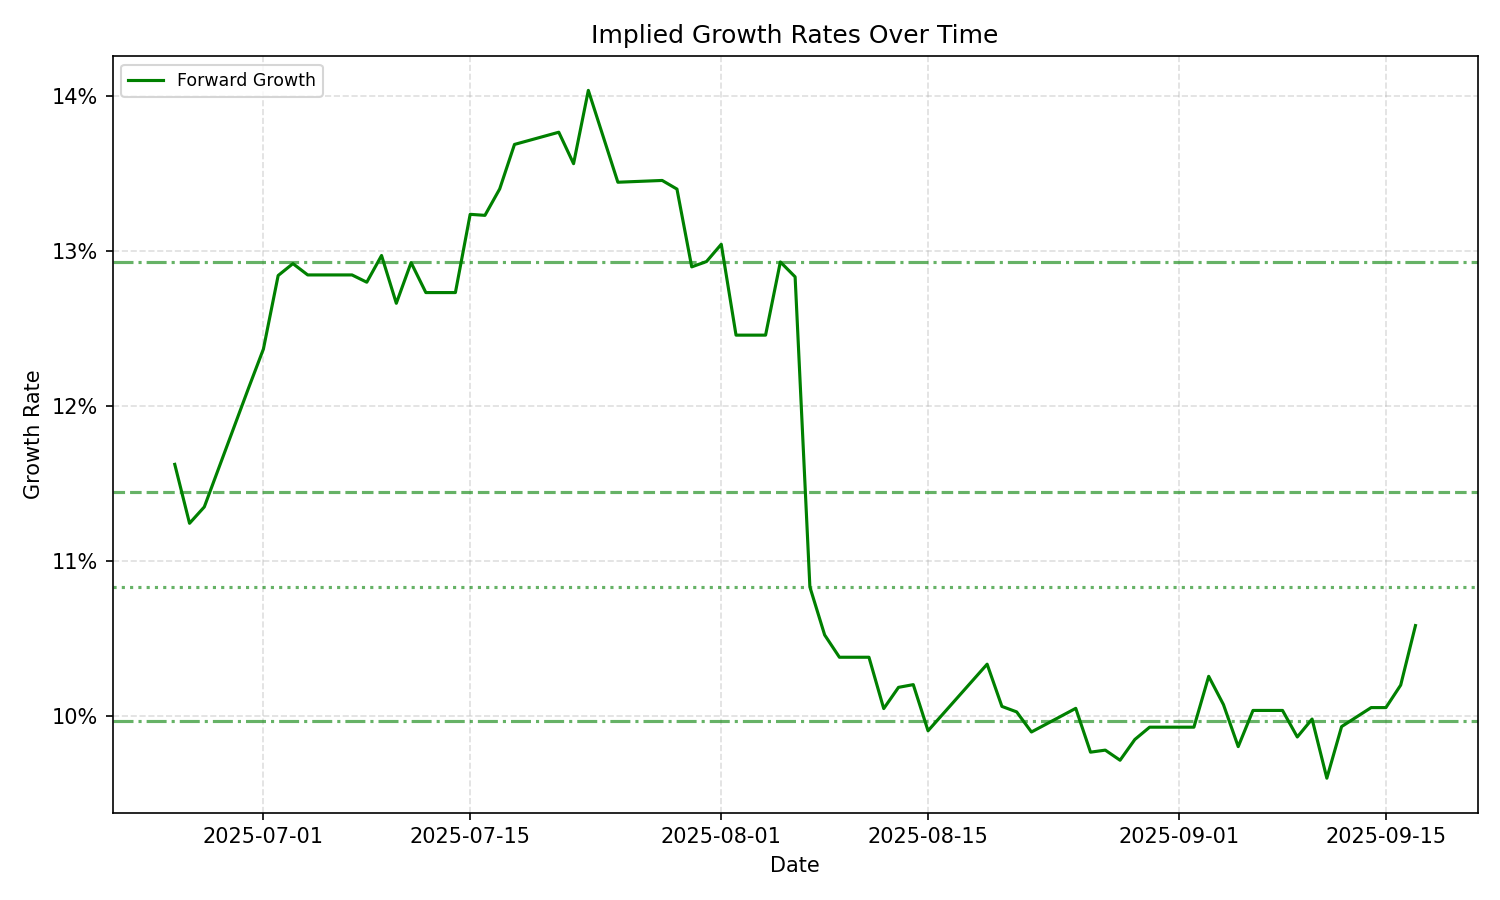 Implied Growth Rates Over Time
Forward Growth
14%
13%
12%
11%
10%
Growth Rate
2025-07-01
2025-07-15
2025-08-01
2025-08-15
2025-09-01
2025-09-15
Date